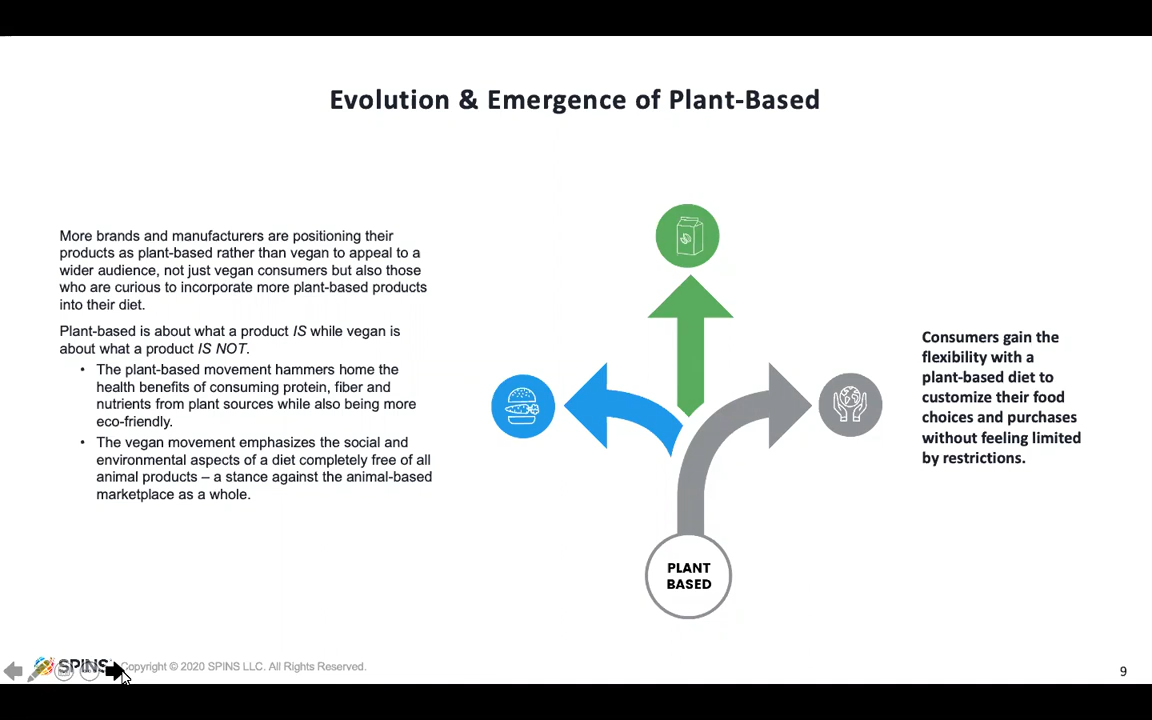 Evolution & Emergence of Plant-Based
More brands and manufacturers are positioning their
products as plant-based rather than vegan to appeal to a
wider audience, not just vegan consumers but also those
who are curious to incorporate more plant-based products
into their diet.
Plant-based is about what a product IS while vegan is
about what a product IS NOT.
• The plant-based movement hammers home the
health benefits of consuming protein, fiber and
nutrients from plant sources while also being more
eco-friendly.
• The vegan movement emphasizes the social and
environmental aspects of a diet completely free of all
animal products – a stance against the animal-based
marketplace as a whole.
PLANT
BASED
Consumers gain the
flexibility with a
plant-based diet to
customize their food
choices and purchases
without feeling limited
by restrictions.
SPINS
Copyright © 2020 SPINS LLC. All Rights Reserved.
9